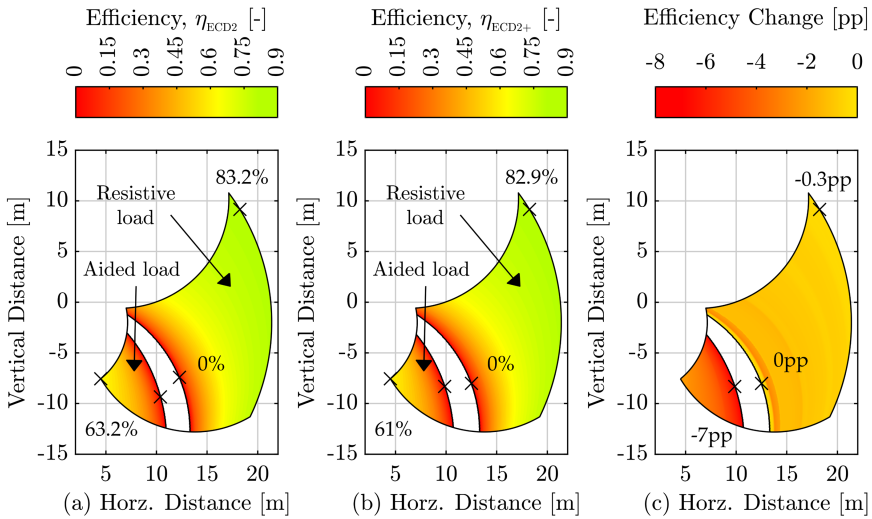 Efficiency, ηECD2 [-]
0 0.15 0.3 0.45 0.6 0.75 0.9
15
10
5
0
-5
-10
-15
Vertical Distance [m]
83.2%
Resistive
load
Aided load
0%
63.2%
5 10 15 20
(a) Horz. Distance [m]
Efficiency, ηECD2+ [-]
0 0.15 0.3 0.45 0.6 0.75 0.9
15
10
5
0
-5
-10
-15
Vertical Distance [m]
82.9%
Resistive
load
Aided load
0%
61%
5 10 15 20
(b) Horz. Distance [m]
Efficiency Change [pp]
-8 -6 -4 -2 0
15
10
5
0
-5
-10
-15
Vertical Distance [m]
-0.3pp
0pp
-7pp
5 10 15 20
(c) Horz. Distance [m]